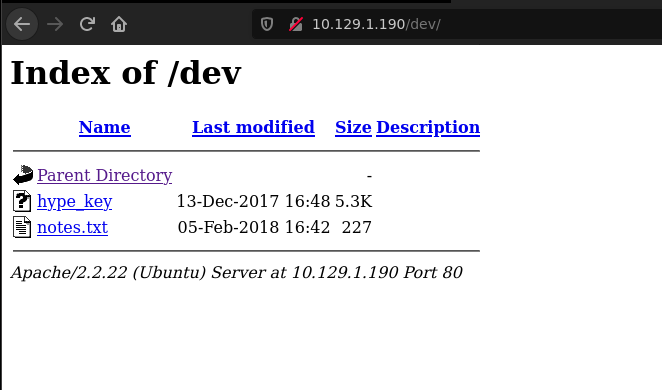 10.129.1.190/dev/
Index of /dev
Name Last modified Size Description
Parent Directory -
hype_key 13-Dec-2017 16:48 5.3K
notes.txt 05-Feb-2018 16:42 227
Apache/2.2.22 (Ubuntu) Server at 10.129.1.190 Port 80